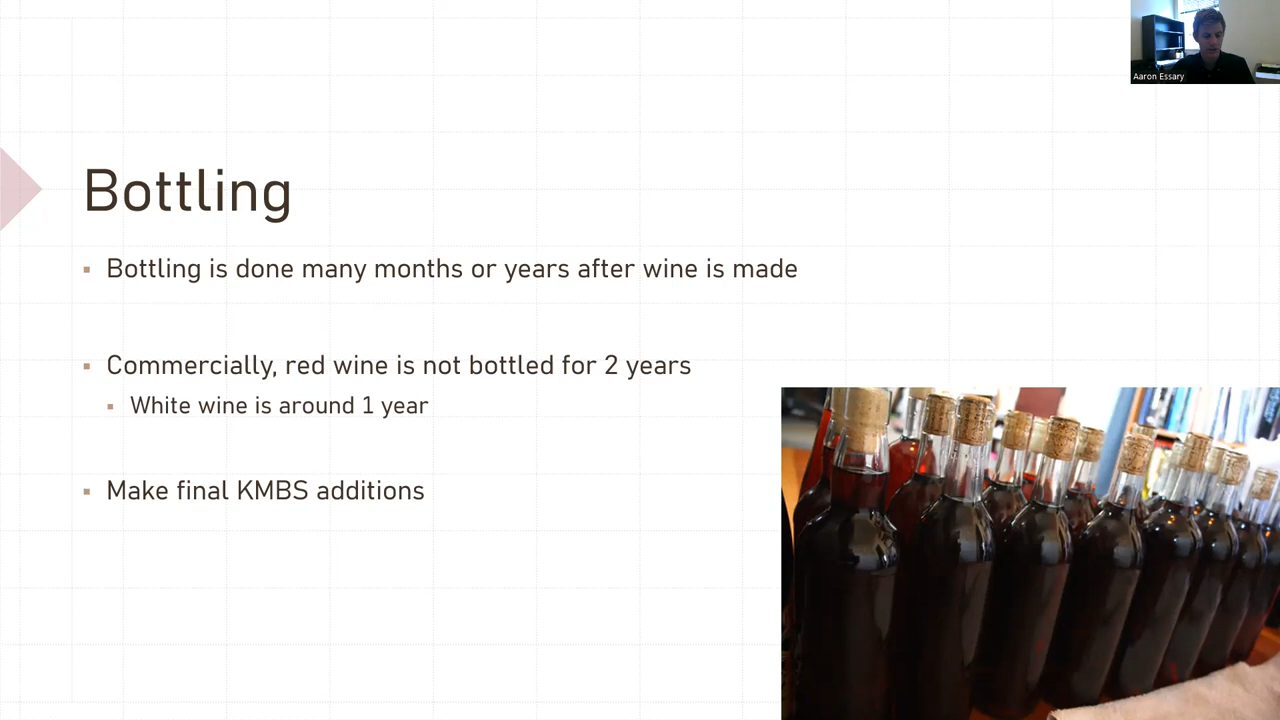 Aaron Essary
Bottling
Bottling is done many months or years after wine is made
Commercially, red wine is not bottled for 2 years
White wine is around 1 year
Make final KMBS additions